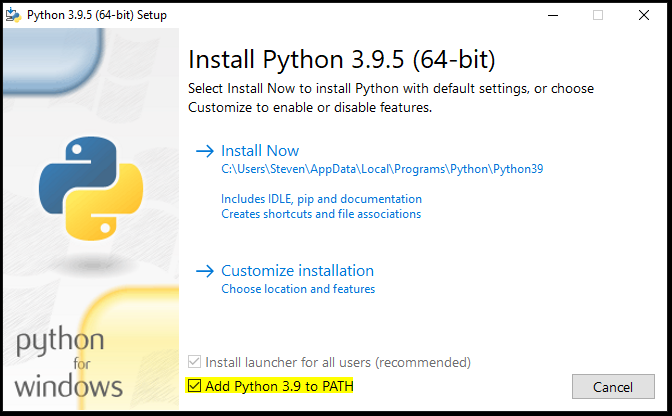 Python 3.9.5 (64-bit) Setup
Install Python 3.9.5 (64-bit)
Select Install Now to install Python with default settings, or choose
Customize to enable or disable features.
Install Now
C:\Users\Steven\AppData\Local\Programs\Python\Python39
Includes IDLE, pip and documentation
Creates shortcuts and file associations
Customize installation
Choose location and features
python
for
windows
Install launcher for all users (recommended)
Add Python 3.9 to PATH
Cancel